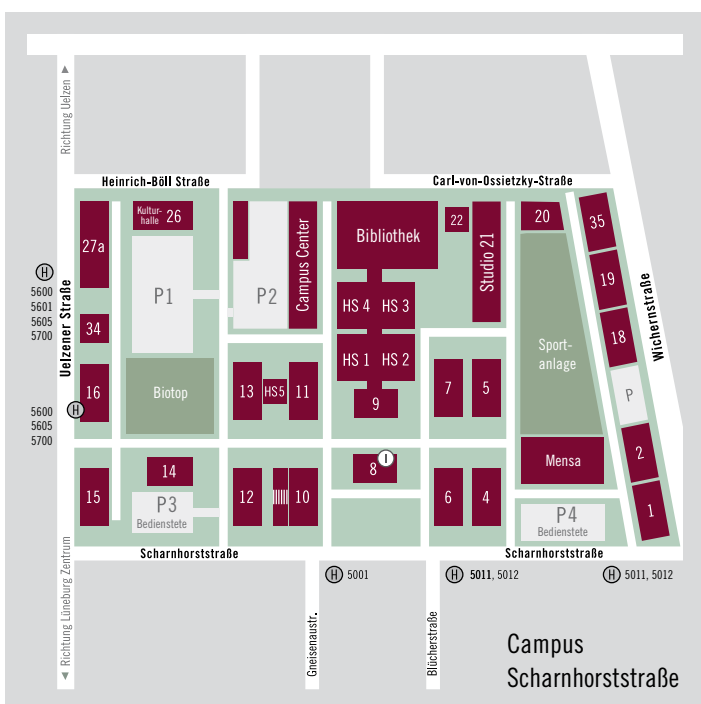 Richtung Uelzen ▲
Heinrich-Böll Straße
Carl-von-Ossietzky-Straße
27a
Kultur-
halle 26
P1
P2
Campus Center
Bibliothek
22
Studio 21
20
35
19
18
Wichernstraße
H
5600
5601
5605
5700
Uelzener Straße
34
HS 4 HS 3
HS 1 HS 2
Sport-
anlage
16
H
5600
5605
5700
Biotop
13
HS 5
11
9
7
5
P
2
1
15
14
P3
Bedienstete
12
10
8
I
6
4
Mensa
P4
Bedienstete
Scharnhorststraße
Scharnhorststraße
◄ Richtung Lüneburg Zentrum
H 5001
H 5011, 5012
H 5011, 5012
Gneisenaustr.
Blücherstraße
Campus
Scharnhorststraße